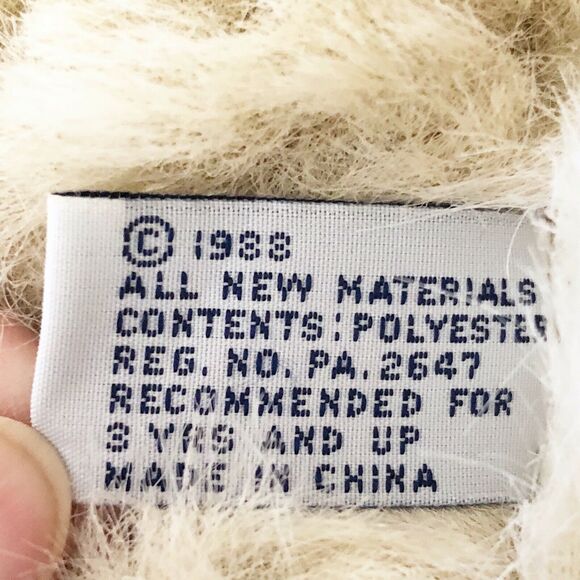 © 1988
ALL NEW MATERIALS
CONTENTS: POLYESTER
REG. NO. PA. 2647
RECOMMENDED FOR
3 YRS AND UP
MADE IN CHINA